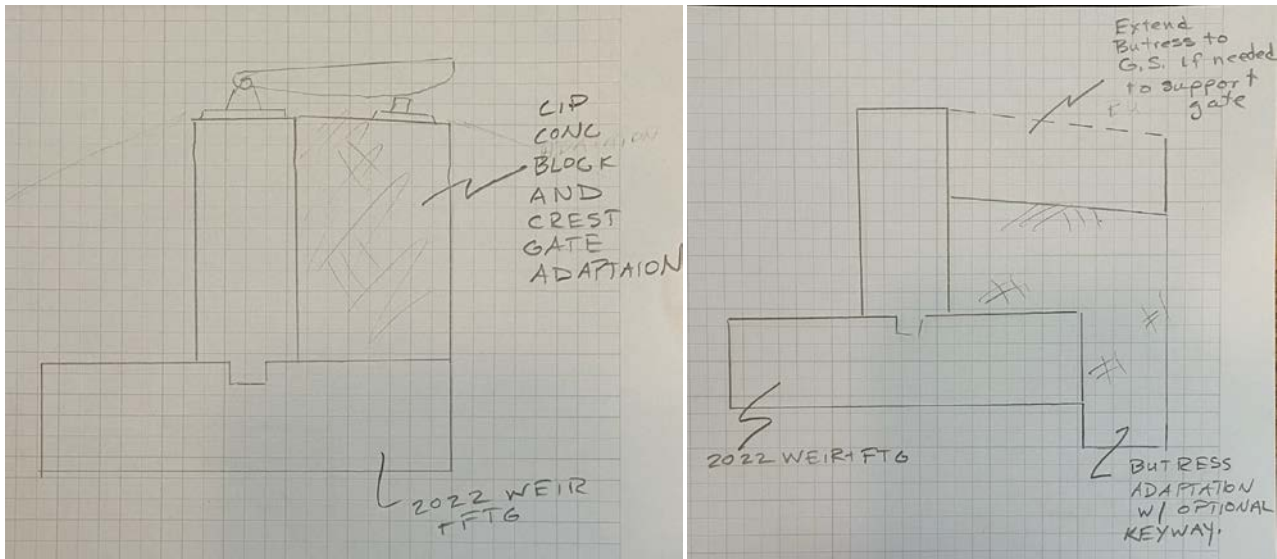 CIP
CONC
BLOCK
AND
CREST
GATE
ADAPTAION
2022 WEIR
+ FTG
Extend
Butress to
G.S. if needed
to support
gate
2022 WEIR+FTG
BUTRESS
ADAPTATION
W/ OPTIONAL
KEYWAY.